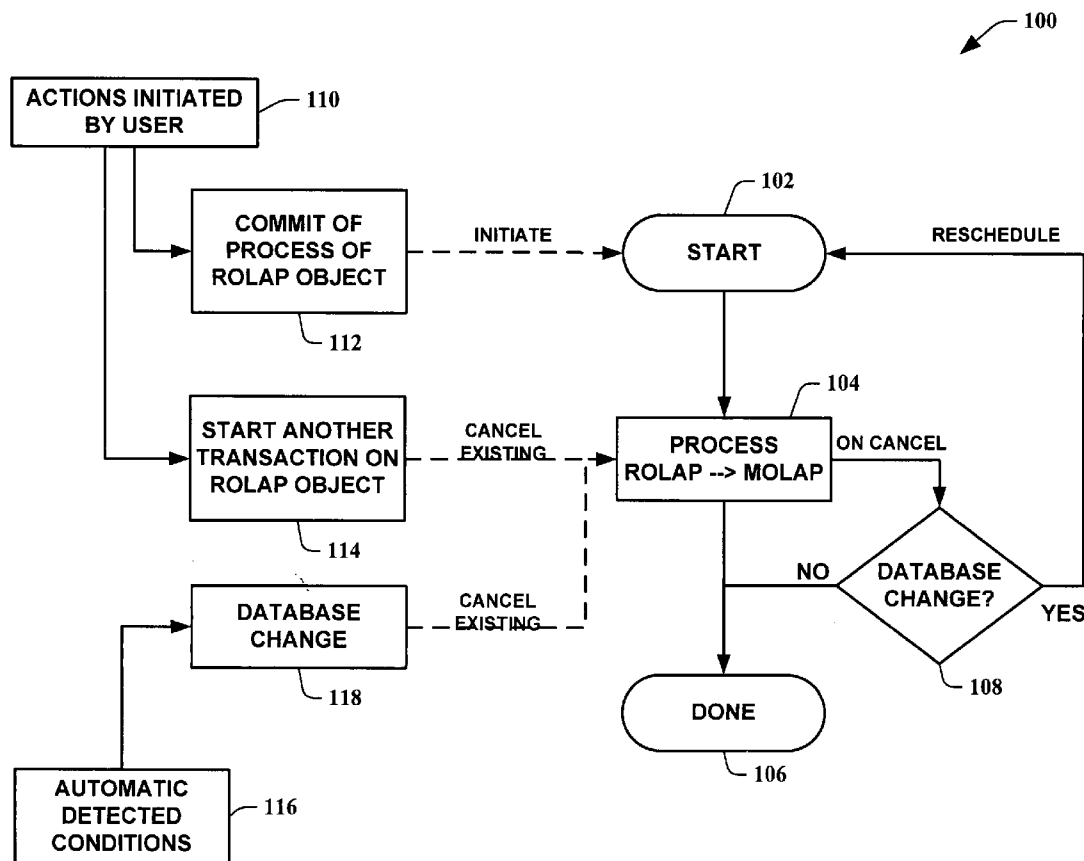 100
ACTIONS INITIATED
BY USER
110
COMMIT OF
PROCESS OF
ROLAP OBJECT
112
INITIATE
102
START
RESCHEDULE
START ANOTHER
TRANSACTION ON
ROLAP OBJECT
114
CANCEL
EXISTING
104
PROCESS
ROLAP --> MOLAP
ON CANCEL
DATABASE
CHANGE?
NO
YES
108
DATABASE
CHANGE
118
CANCEL
EXISTING
DONE
106
AUTOMATIC
DETECTED
CONDITIONS
116